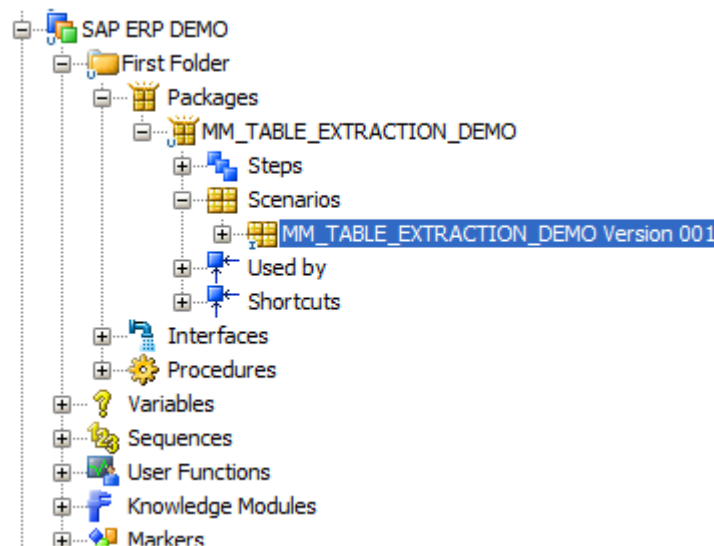 SAP ERP DEMO
First Folder
Packages
MM_TABLE_EXTRACTION_DEMO
Steps
Scenarios
MM_TABLE_EXTRACTION_DEMO Version 001
Used by
Shortcuts
Interfaces
Procedures
Variables
Sequences
User Functions
Knowledge Modules
Markers